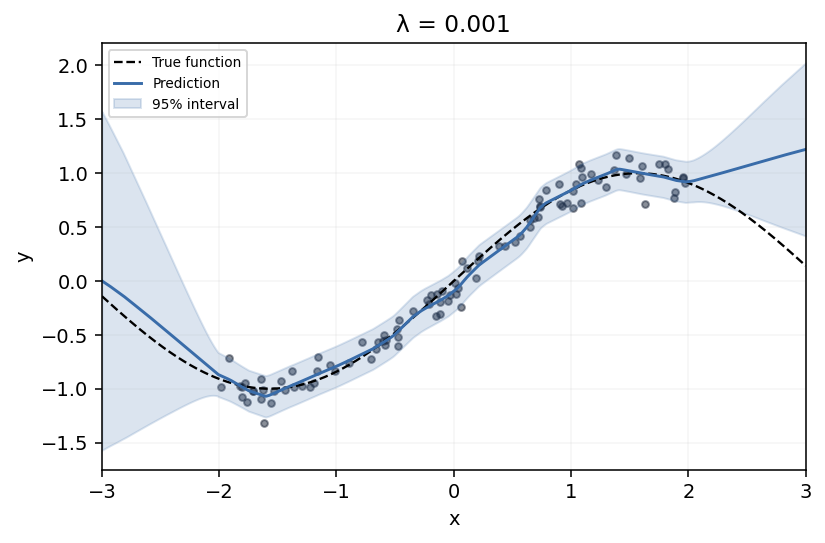 λ = 0.001
True function
Prediction
95% interval
2.0
1.5
1.0
0.5
0.0
−0.5
−1.0
−1.5
y
−3 −2 −1 0 1 2 3
x